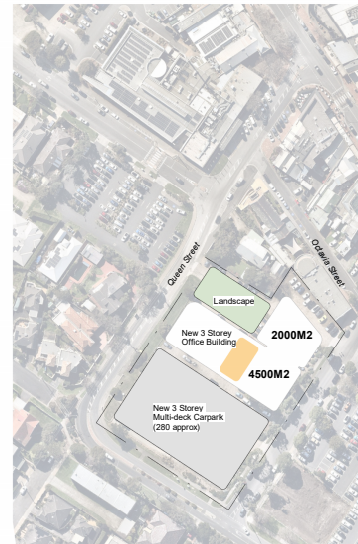 Queen Street
Octavia Street
Landscape
New 3 Storey
Office Building
2000M2
4500M2
New 3 Storey
Multi-deck Carpark
(280 approx)